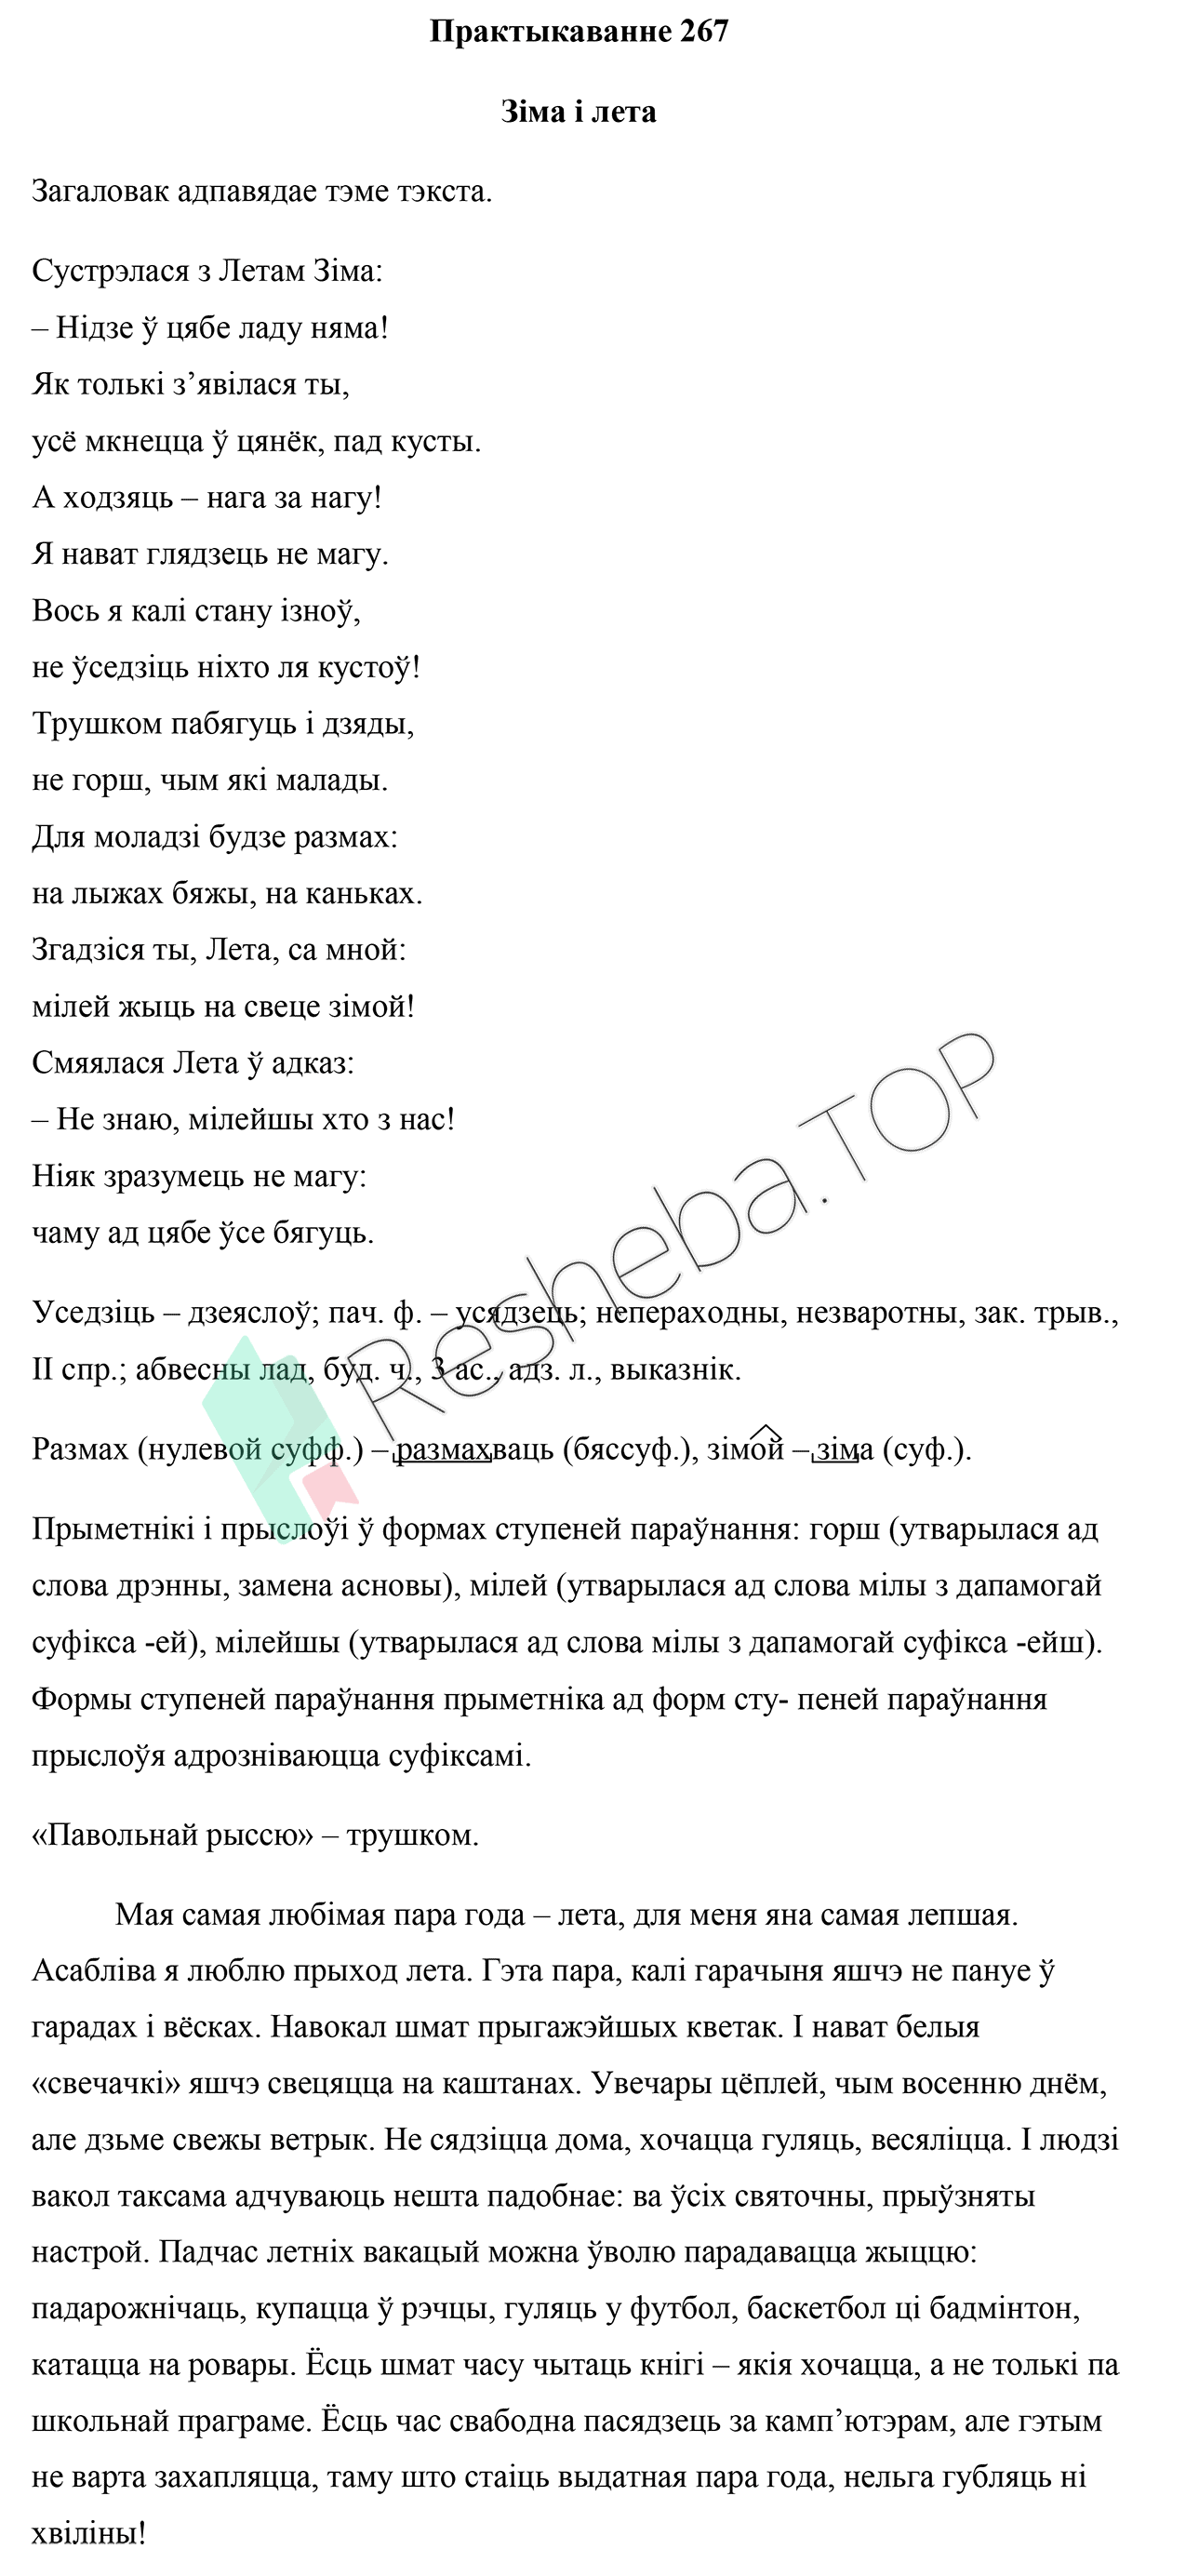 Практыкаванне 267
Зіма і лета
Загаловак адпавядае тэме тэкста.
Сустрэлася з Летам Зіма:
– Нідзе ў цябе ладу няма!
Як толькі з’явілася ты,
усё мкнецца ў цянёк, пад кусты.
А ходзяць – нага за нагу!
Я нават глядзець не магу.
Вось я калі стану ізноў,
не ўседзіць ніхто ля кустоў!
Трушком пабягуць і дзяды,
не горш, чым які малады.
Для моладзі будзе размах:
на лыжах бяжы, на каньках.
Згадзіся ты, Лета, са мной:
мілей жыць на свеце зімой!
Смяялася Лета ў адказ:
– Не знаю, мілейшы хто з нас!
Ніяк зразумець не магу:
чаму ад цябе ўсе бягуць.
Уседзіць – дзеяслоў; пач. ф. – усядзець; непераходны, незваротны, зак. трыв.,
II спр.; абвесны лад, буд. ч., 3 ас., адз. л., выказнік.
Размах (нулевой суфф.) – размахваць (бяссуф.), зімой – зіма (суф.).
Прыметнікі і прыслоўі ў формах ступеней параўнання: горш (утварылася ад
слова дрэнны, замена асновы), мілей (утварылася ад слова мілы з дапамогай
суфікса -ей), мілейшы (утварылася ад слова мілы з дапамогай суфікса -ейш).
Формы ступеней параўнання прыметніка ад форм сту- пеней параўнання
прыслоўя адрозніваюцца суфіксамі.
«Павольнай рыссю» – трушком.
Мая самая любімая пара года – лета, для меня яна самая лепшая.
Асабліва я люблю прыход лета. Гэта пара, калі гарачыня яшчэ не пануе ў
гарадах і вёсках. Навокал шмат прыгажэйшых кветак. І нават белыя
«свечачкі» яшчэ свецяцца на каштанах. Увечары цёплей, чым восенню днём,
але дзьме свежы ветрык. Не сядзіцца дома, хочацца гуляць, весяліцца. І людзі
вакол таксама адчуваюць нешта падобнае: ва ўсіх святочны, прыўзняты
настрой. Падчас летніх вакацый можна ўволю парадавацца жыццю:
падарожнічаць, купацца ў рэчцы, гуляць у футбол, баскетбол ці бадмінтон,
катацца на ровары. Ёсць шмат часу чытаць кнігі – якія хочацца, а не толькі па
школьнай праграме. Ёсць час свабодна пасядзець за камп’ютэрам, але гэтым
не варта захапляцца, таму што стаіць выдатная пара года, нельга губляць ні
хвіліны!
Resheba.TOP